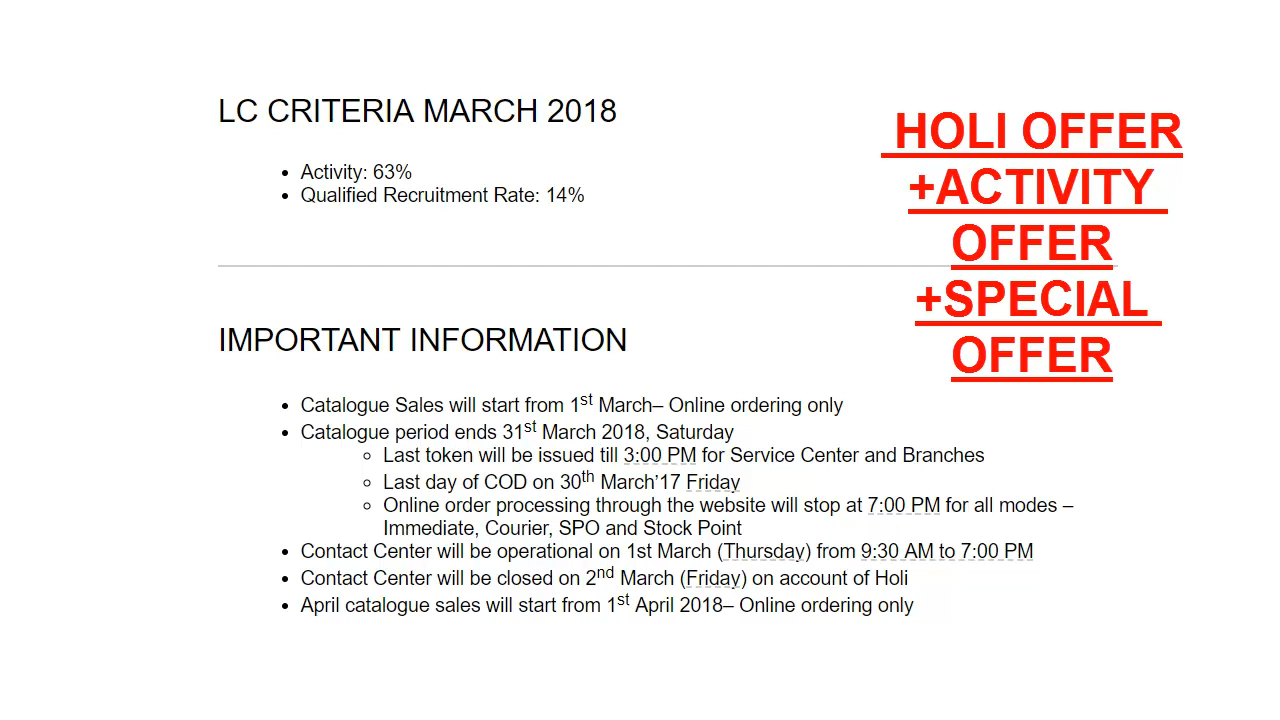 LC CRITERIA MARCH 2018
• Activity: 63%
• Qualified Recruitment Rate: 14%
HOLI OFFER
+ACTIVITY
OFFER
+SPECIAL
OFFER
IMPORTANT INFORMATION
• Catalogue Sales will start from 1st March– Online ordering only
• Catalogue period ends 31st March 2018, Saturday
○ Last token will be issued till 3:00 PM for Service Center and Branches
○ Last day of COD on 30th March'17 Friday
○ Online order processing through the website will stop at 7:00 PM for all modes –
Immediate, Courier, SPO and Stock Point
• Contact Center will be operational on 1st March (Thursday) from 9:30 AM to 7:00 PM
• Contact Center will be closed on 2nd March (Friday) on account of Holi
• April catalogue sales will start from 1st April 2018– Online ordering only